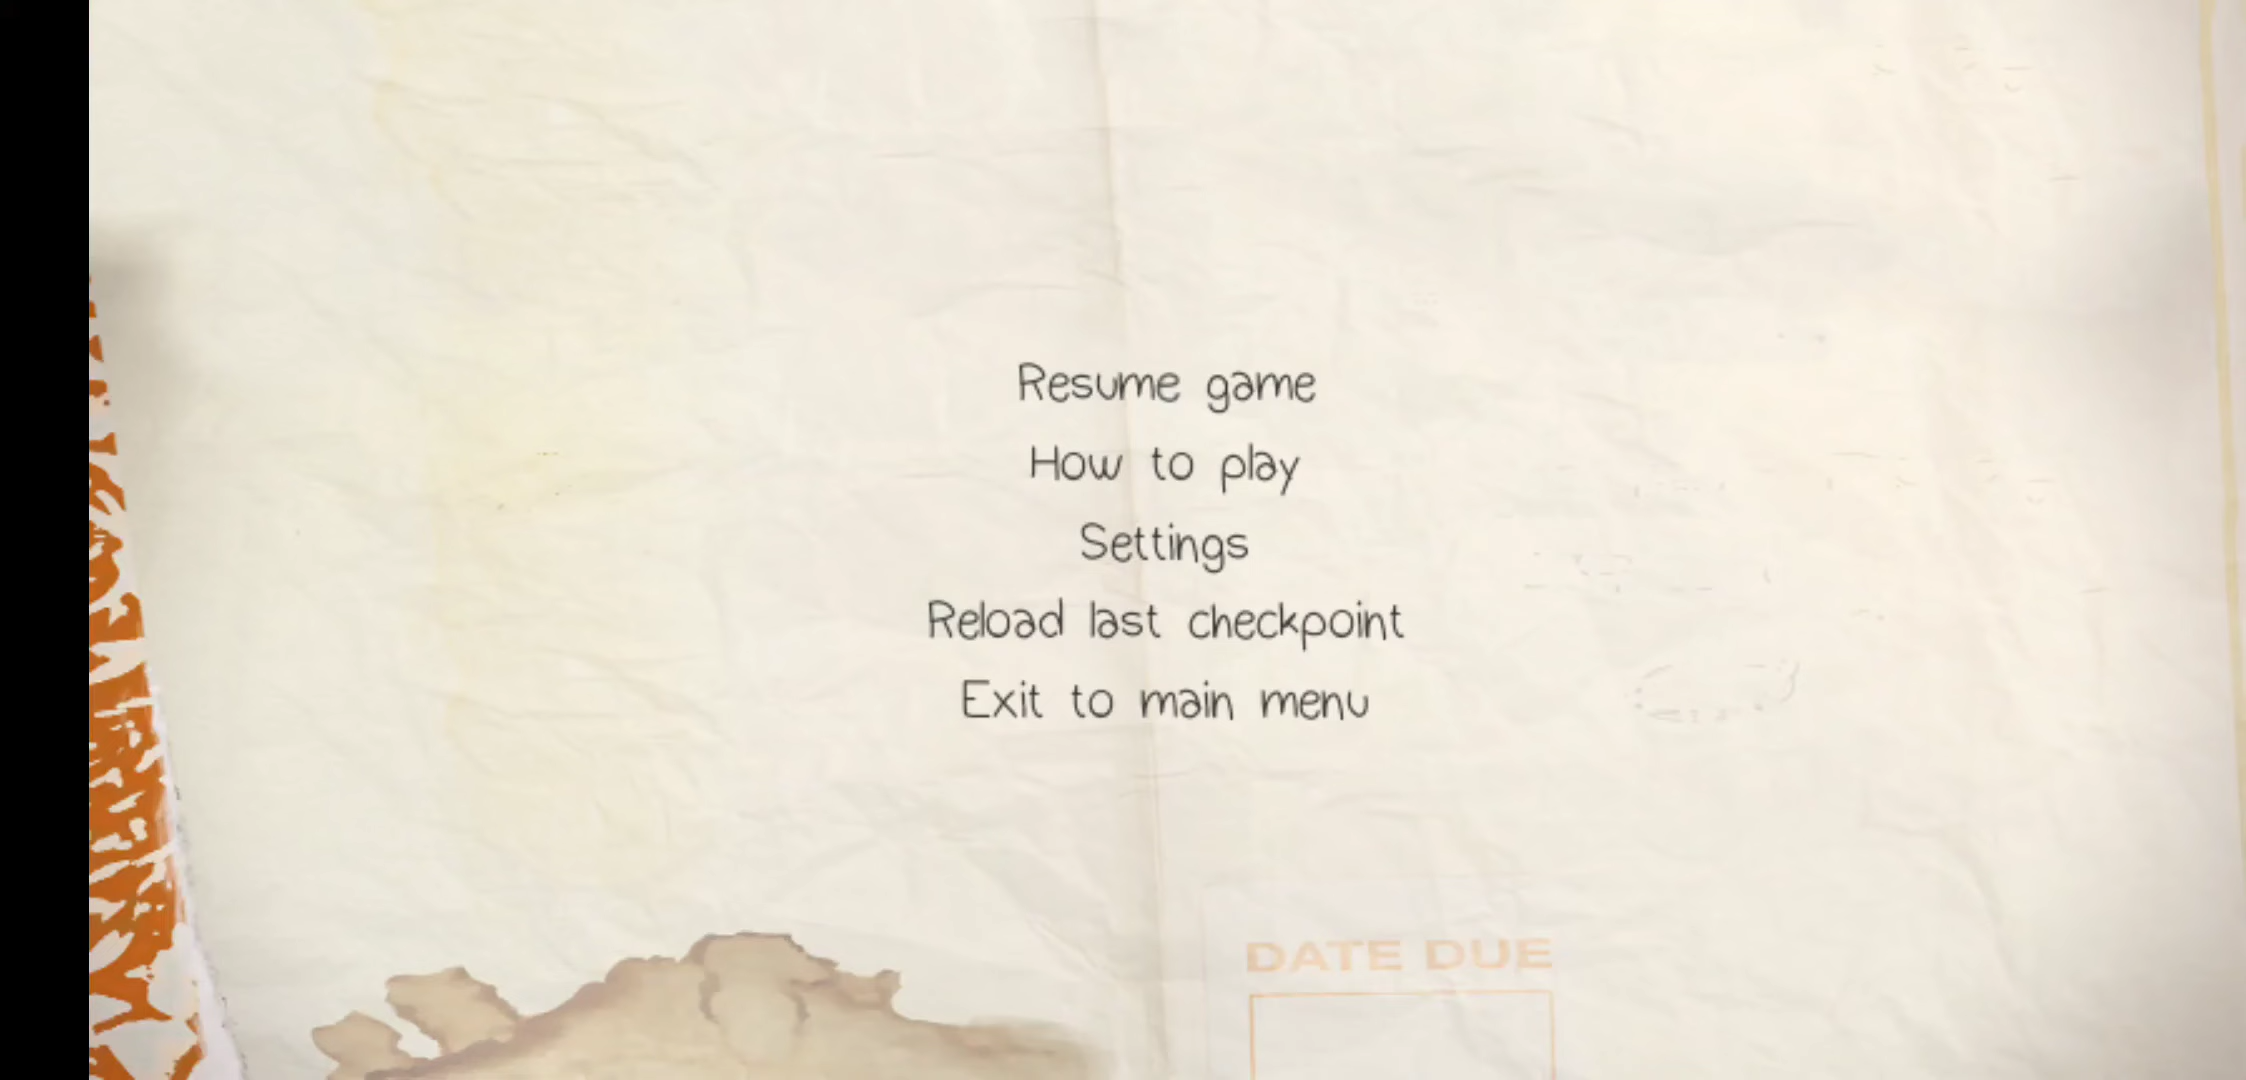 Resume game
How to play
Settings
Reload last checkpoint
Exit to main menu
DATE DUE